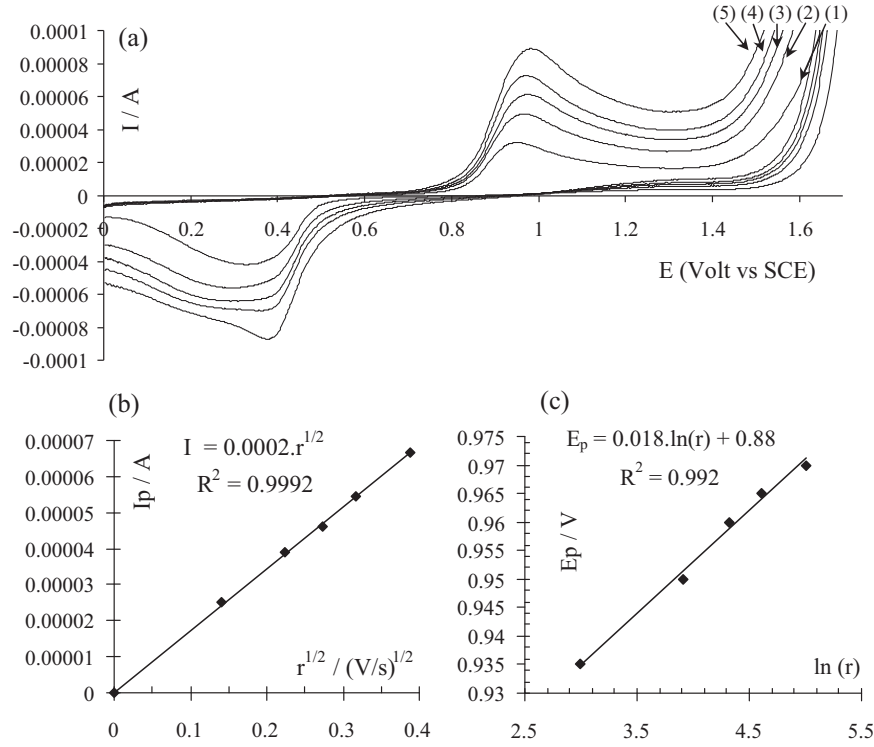 (a)
(5) (4) (3) (2) (1)
I / A
0.0001
0.00008
0.00006
0.00004
0.00002
0
-0.00002
-0.00004
-0.00006
-0.00008
-0.0001
0 0.2 0.4 0.6 0.8 1 1.2 1.4 1.6
E (Volt vs SCE)
(b)
I = 0.0002.r^1/2
R² = 0.9992
Ip / A
0.00007
0.00006
0.00005
0.00004
0.00003
0.00002
0.00001
0
r^1/2 / (V/s)^1/2
0 0.1 0.2 0.3 0.4
(c)
Ep = 0.018.ln(r) + 0.88
R² = 0.992
Ep / V
0.975
0.97
0.965
0.96
0.955
0.95
0.945
0.94
0.935
0.93
ln (r)
2.5 3.5 4.5 5.5